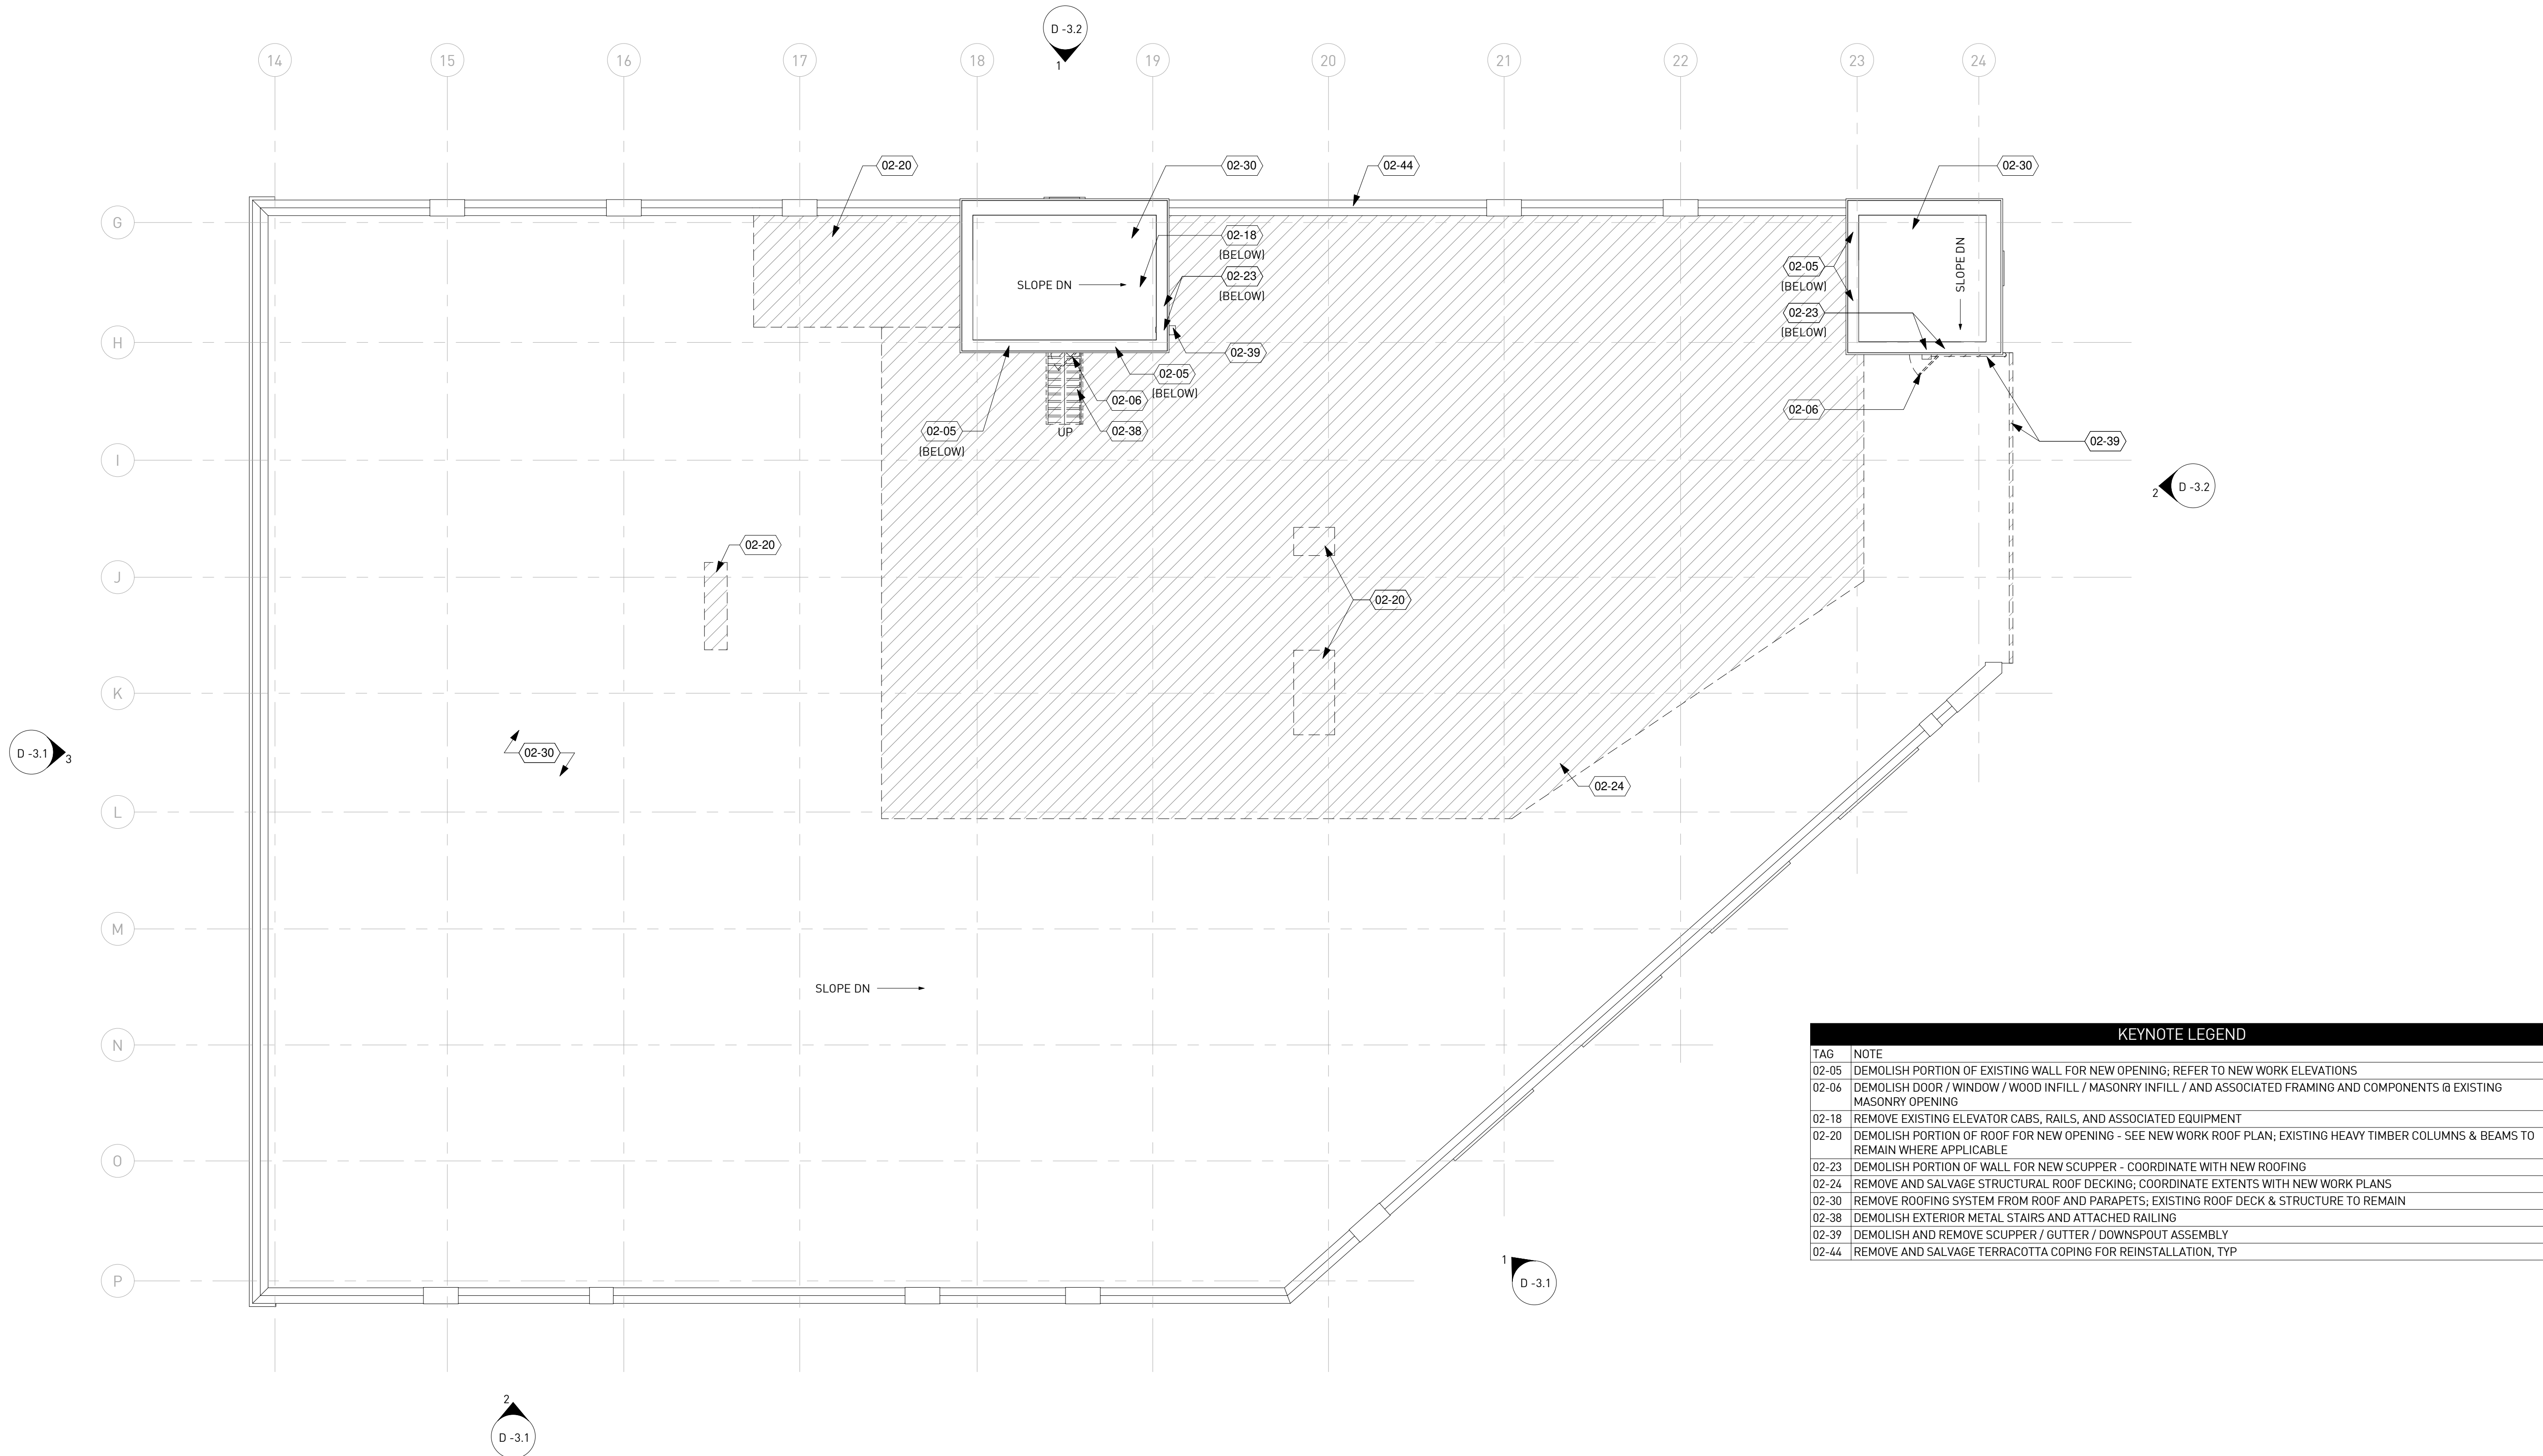 D -3.2
1
14
15
16
17
18
19
20
21
22
23
24
02-20
02-30
02-44
02-30
G
02-18
(BELOW)
02-23
(BELOW)
SLOPE DN
SLOPE DN
02-05
(BELOW)
02-23
(BELOW)
H
02-39
02-05
(BELOW)
02-06
02-06
02-05
(BELOW)
UP
02-38
02-39
I
2
D -3.2
02-20
J
02-20
K
D -3.1
3
02-30
02-24
L
M
SLOPE DN
N
O
P
1
D -3.1
2
D -3.1
KEYNOTE LEGEND
TAG NOTE
02-05 DEMOLISH PORTION OF EXISTING WALL FOR NEW OPENING; REFER TO NEW WORK ELEVATIONS
02-06 DEMOLISH DOOR / WINDOW / WOOD INFILL / MASONRY INFILL / AND ASSOCIATED FRAMING AND COMPONENTS @ EXISTING
MASONRY OPENING
02-18 REMOVE EXISTING ELEVATOR CABS, RAILS, AND ASSOCIATED EQUIPMENT
02-20 DEMOLISH PORTION OF ROOF FOR NEW OPENING - SEE NEW WORK ROOF PLAN; EXISTING HEAVY TIMBER COLUMNS & BEAMS TO
REMAIN WHERE APPLICABLE
02-23 DEMOLISH PORTION OF WALL FOR NEW SCUPPER - COORDINATE WITH NEW ROOFING
02-24 REMOVE AND SALVAGE STRUCTURAL ROOF DECKING; COORDINATE EXTENTS WITH NEW WORK PLANS
02-30 REMOVE ROOFING SYSTEM FROM ROOF AND PARAPETS; EXISTING ROOF DECK & STRUCTURE TO REMAIN
02-38 DEMOLISH EXTERIOR METAL STAIRS AND ATTACHED RAILING
02-39 DEMOLISH AND REMOVE SCUPPER / GUTTER / DOWNSPOUT ASSEMBLY
02-44 REMOVE AND SALVAGE TERRACOTTA COPING FOR REINSTALLATION, TYP